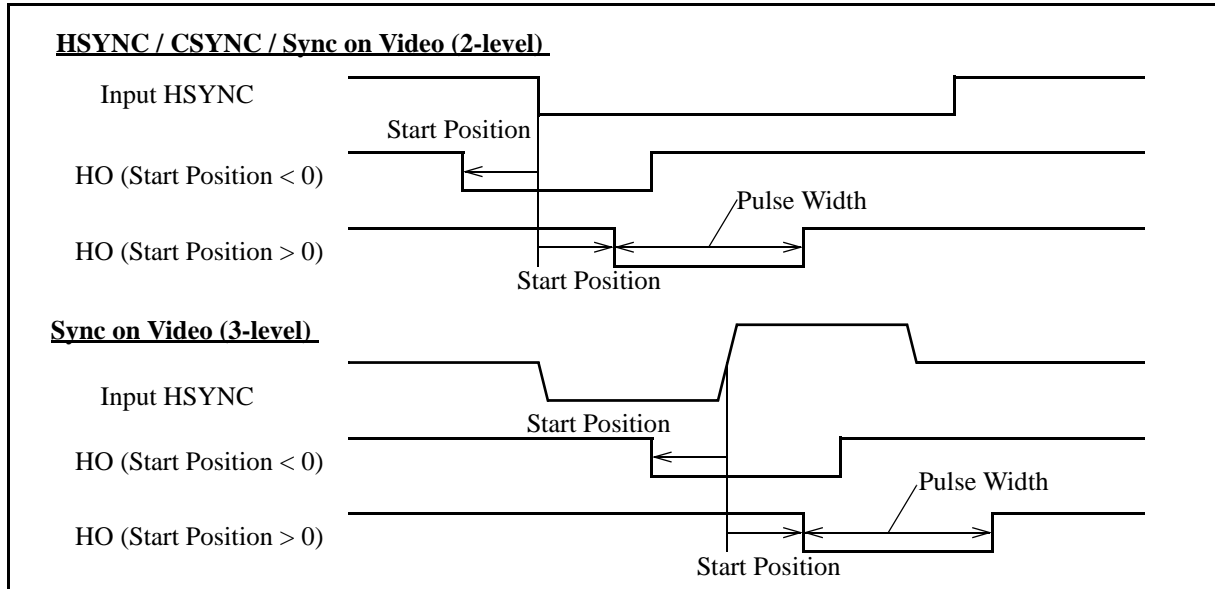 HSYNC / CSYNC / Sync on Video (2-level)
Input HSYNC
Start Position
HO (Start Position < 0)
Pulse Width
HO (Start Position > 0)
Start Position
Sync on Video (3-level)
Input HSYNC
Start Position
HO (Start Position < 0)
Pulse Width
HO (Start Position > 0)
Start Position